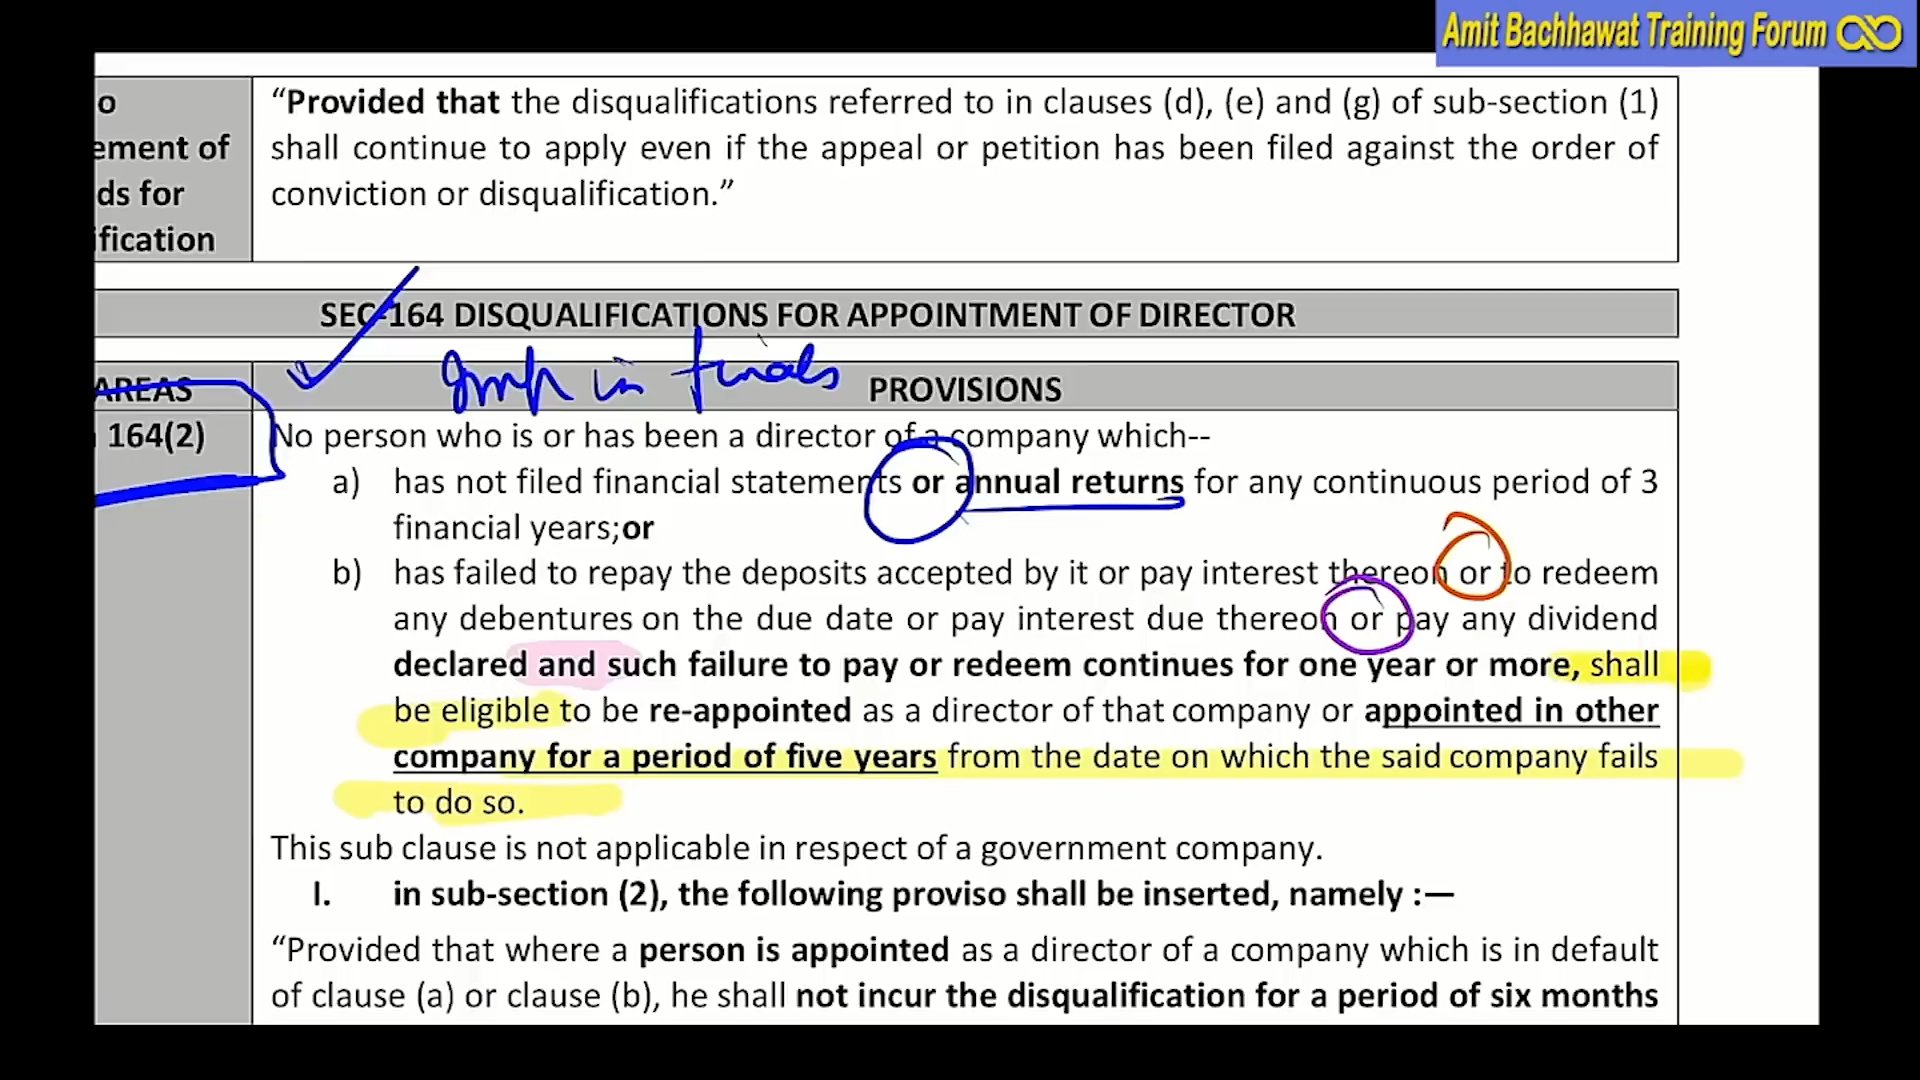 Amit Bachhawat Training Forum
o
ement of
ds for
ification
“Provided that the disqualifications referred to in clauses (d), (e) and (g) of sub-section (1)
shall continue to apply even if the appeal or petition has been filed against the order of
conviction or disqualification.”
SEC-164 DISQUALIFICATIONS FOR APPOINTMENT OF DIRECTOR
Imp in finals
AREAS
PROVISIONS
164(2)
No person who is or has been a director of a company which--
a) has not filed financial statements or annual returns for any continuous period of 3
financial years;or
b) has failed to repay the deposits accepted by it or pay interest thereon or to redeem
any debentures on the due date or pay interest due thereon or pay any dividend
declared and such failure to pay or redeem continues for one year or more, shall
be eligible to be re-appointed as a director of that company or appointed in other
company for a period of five years from the date on which the said company fails
to do so.
This sub clause is not applicable in respect of a government company.
I. in sub-section (2), the following proviso shall be inserted, namely :—
“Provided that where a person is appointed as a director of a company which is in default
of clause (a) or clause (b), he shall not incur the disqualification for a period of six months